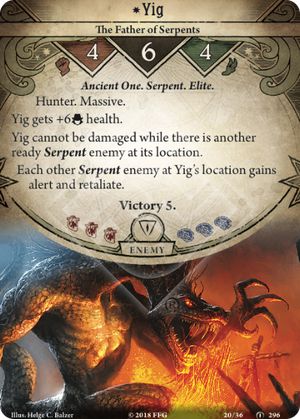 Yig
The Father of Serpents
4 6 4
Ancient One. Serpent. Elite.
Hunter. Massive.
Yig gets +6 health.
Yig cannot be damaged while there is another
ready Serpent enemy at its location.
Each other Serpent enemy at Yig's location gains
alert and retaliate.
Victory 5.
ENEMY
Illus. Helge C. Balzer © 2018 FFG 20/36 296